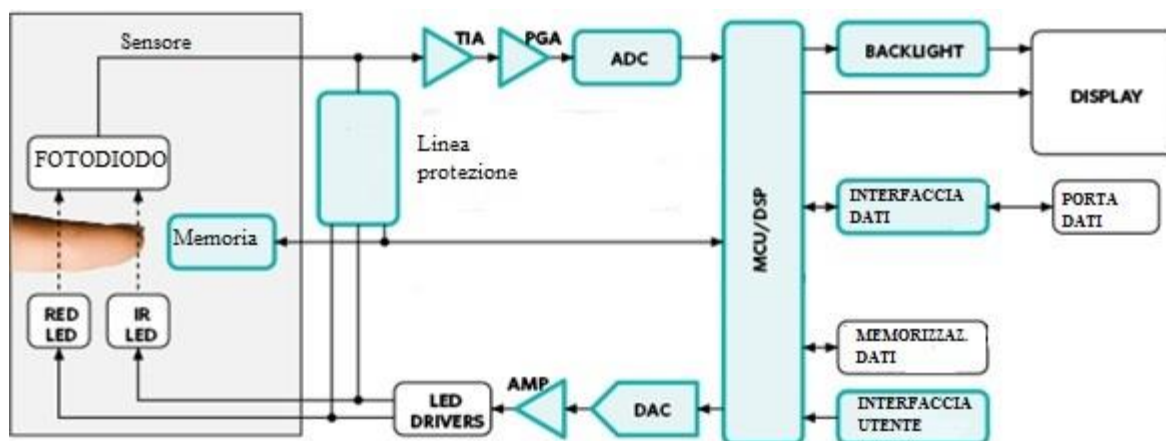 Sensore
TIA
PGA
ADC
BACKLIGHT
DISPLAY
FOTODIODO
Linea
protezione
MCU/DSP
INTERFACCIA
DATI
PORTA
DATI
Memoria
RED
LED
IR
LED
MEMORIZZAZ.
DATI
AMP
LED
DRIVERS
DAC
INTERFACCIA
UTENTE